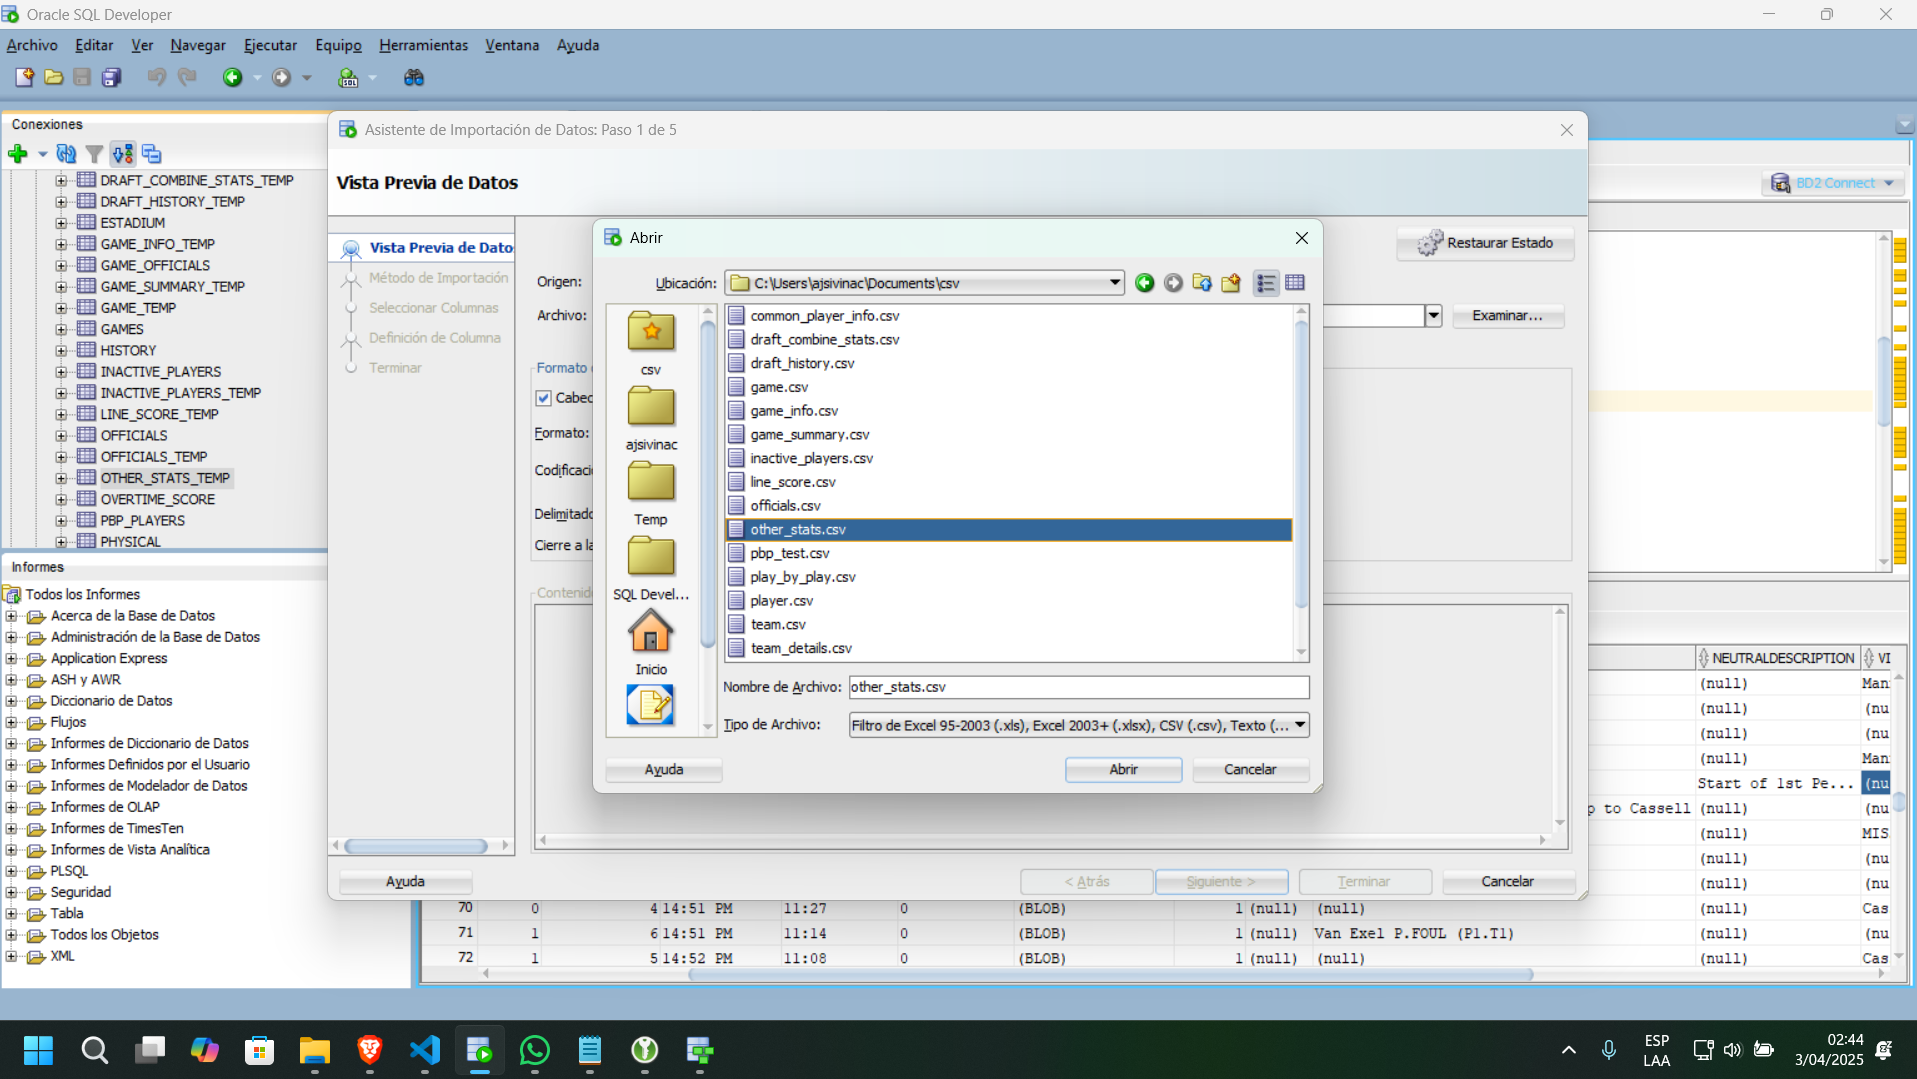 Oracle SQL Developer
Archivo Editar Ver Navegar Ejecutar Equipo Herramientas Ventana Ayuda
Conexiones
DRAFT_COMBINE_STATS_TEMP
DRAFT_HISTORY_TEMP
ESTADIUM
GAME_INFO_TEMP
GAME_OFFICIALS
GAME_SUMMARY_TEMP
GAME_TEMP
GAMES
HISTORY
INACTIVE_PLAYERS
INACTIVE_PLAYERS_TEMP
LINE_SCORE_TEMP
OFFICIALS
OFFICIALS_TEMP
OTHER_STATS_TEMP
OVERTIME_SCORE
PBP_PLAYERS
PHYSICAL
Informes
Todos los Informes
Acerca de la Base de Datos
Administración de la Base de Datos
Application Express
ASH y AWR
Diccionario de Datos
Flujos
Informes de Diccionario de Datos
Informes Definidos por el Usuario
Informes de Modelador de Datos
Informes de OLAP
Informes de TimesTen
Informes de Vista Analítica
PLSQL
Seguridad
Tabla
Todos los Objetos
XML
Asistente de Importación de Datos: Paso 1 de 5
Vista Previa de Datos
Vista Previa de Dato
Método de Importación
Seleccionar Columnas
Definición de Columna
Terminar
Restaurar Estado
Origen:
Archivo:
Examinar...
Formato
Cabec
Formato:
Codificaci
Delimitado
Cierre a la
Contenid
Abrir
Ubicación: C:\Users\ajsivinac\Documents\csv
csv
ajsivinac
Temp
SQL Devel...
Inicio
common_player_info.csv
draft_combine_stats.csv
draft_history.csv
game.csv
game_info.csv
game_summary.csv
inactive_players.csv
line_score.csv
officials.csv
other_stats.csv
pbp_test.csv
play_by_play.csv
player.csv
team.csv
team_details.csv
Nombre de Archivo: other_stats.csv
Tipo de Archivo: Filtro de Excel 95-2003 (.xls), Excel 2003+ (.xlsx), CSV (.csv), Texto (...
Ayuda Abrir Cancelar
Ayuda < Atrás Siguiente > Terminar Cancelar
BD2 Connect
NEUTRALDESCRIPTION VI
(null) Man
(null) (nu
(null) (nu
(null) Man
Start of 1st Pe... (nu
p to Cassell (null) (nu
(null) MIS
(null) (nu
(null) (nu
70 0 4 14:51 PM 11:27 0 (BLOB) 1 (null) (null) (null) Cas
71 1 6 14:51 PM 11:14 0 (BLOB) 1 (null) Van Exel P.FOUL (P1.T1) (null) (nu
72 1 5 14:52 PM 11:08 0 (BLOB) 1 (null) (null) (null) Cas
ESP
LAA
02:44
3/04/2025